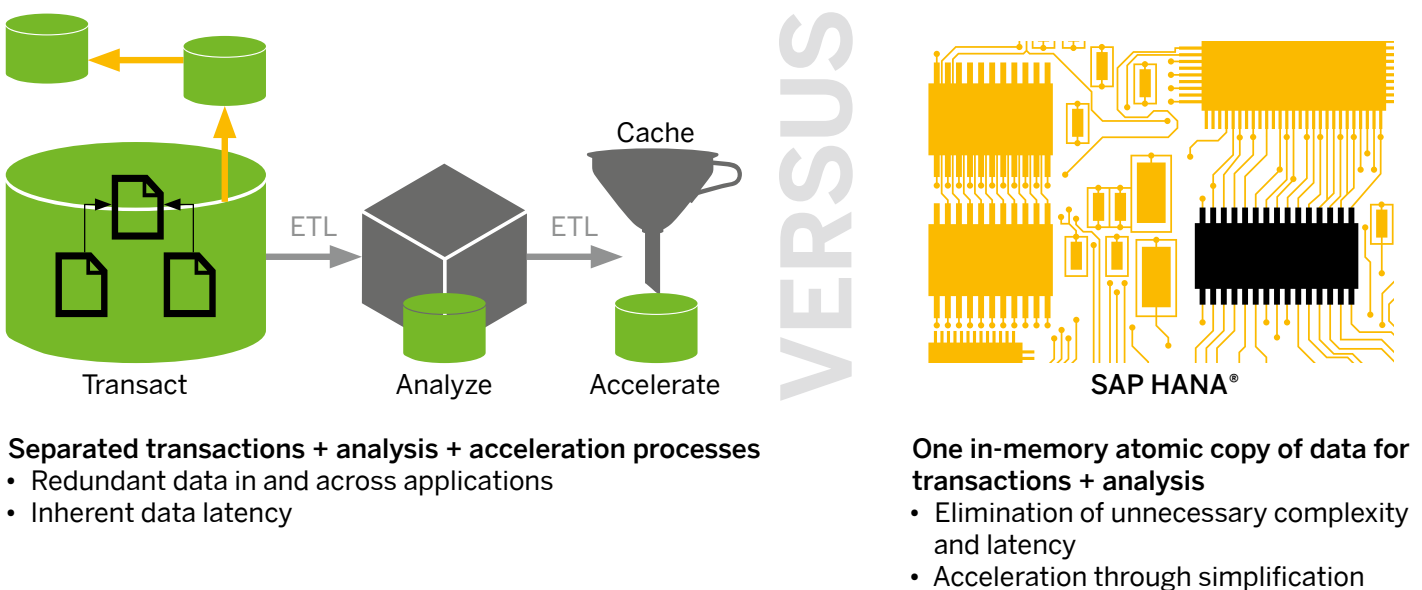 Cache
ETL
ETL
Transact
Analyze
Accelerate
VERSUS
SAP HANA®
Separated transactions + analysis + acceleration processes
• Redundant data in and across applications
• Inherent data latency
One in-memory atomic copy of data for
transactions + analysis
• Elimination of unnecessary complexity
and latency
• Acceleration through simplification